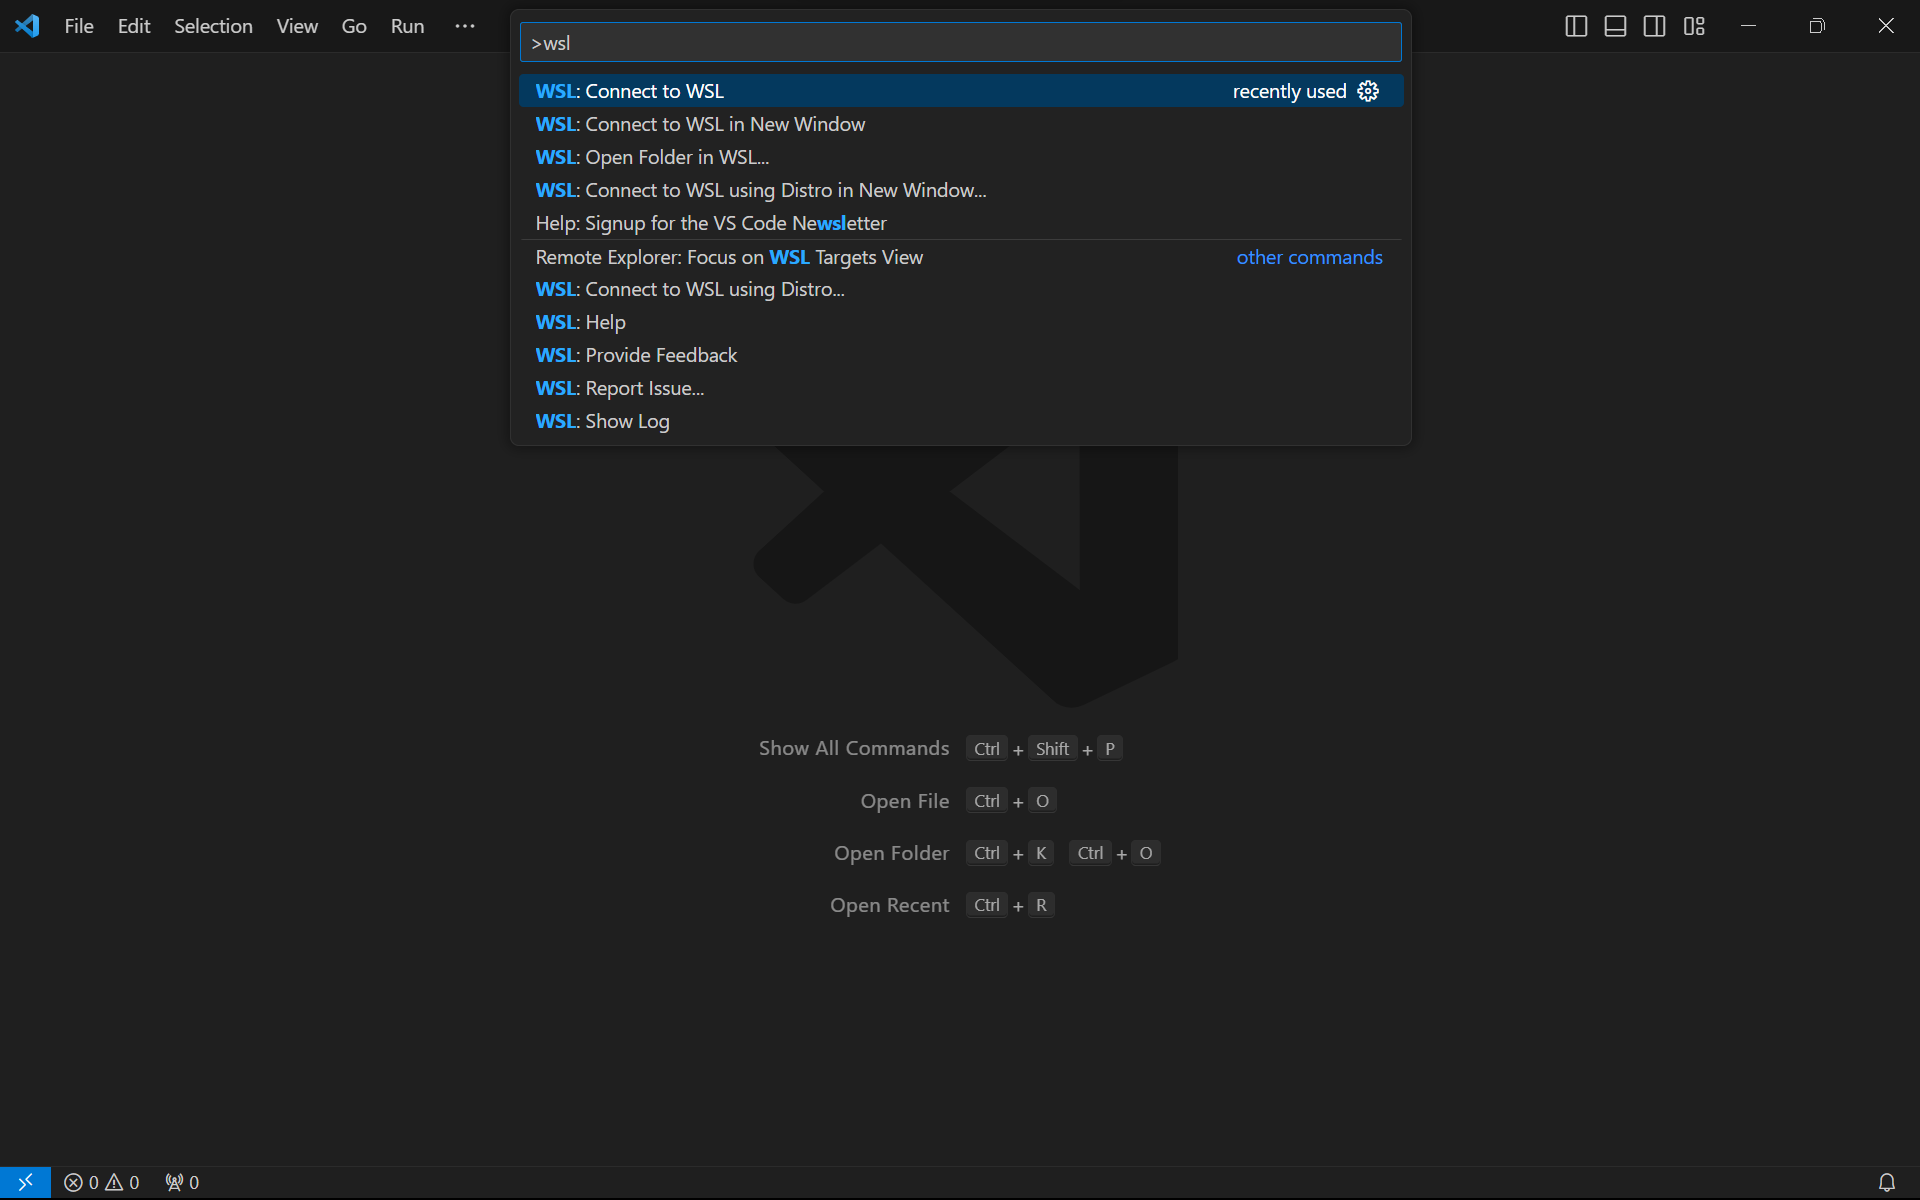 File Edit Selection View Go Run ···
>wsl
WSL: Connect to WSL recently used
WSL: Connect to WSL in New Window
WSL: Open Folder in WSL...
WSL: Connect to WSL using Distro in New Window...
Help: Signup for the VS Code Newsletter
Remote Explorer: Focus on WSL Targets View other commands
WSL: Connect to WSL using Distro...
WSL: Help
WSL: Provide Feedback
WSL: Report Issue...
WSL: Show Log
Show All Commands Ctrl + Shift + P
Open File Ctrl + O
Open Folder Ctrl + K Ctrl + O
Open Recent Ctrl + R
0 0 0